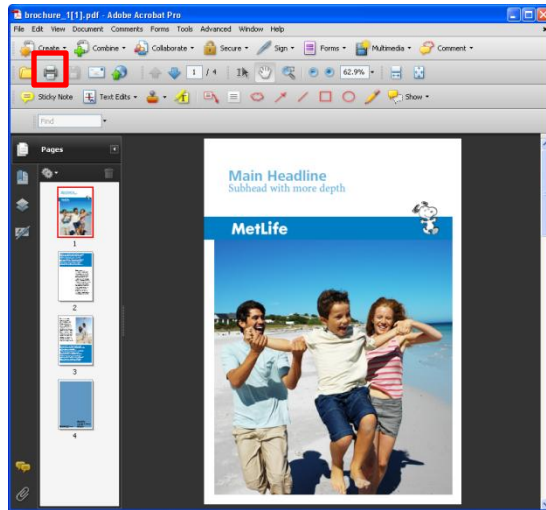 brochure_1[1].pdf - Adobe Acrobat Pro
File Edit View Document Comments Forms Tools Advanced Window Help
Create Combine Collaborate Secure Sign Forms Multimedia Comment
1 / 4 62.9%
Sticky Note Text Edits Show
Find
Pages
1
2
3
4
Main Headline
Subhead with more depth
MetLife